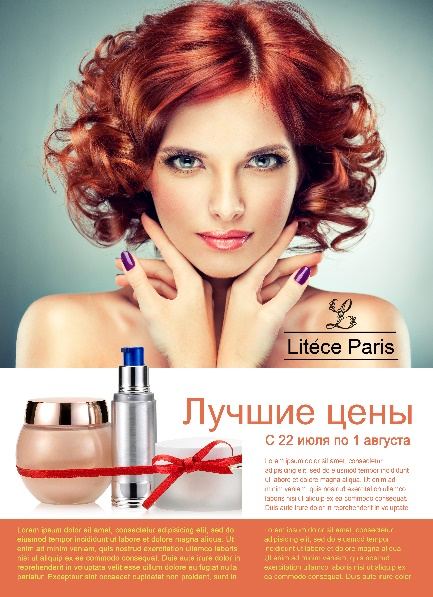 Litéce Paris
Лучшие цены
С 22 июля по 1 августа
Lorem ipsum dolor sit amet, consectetur
adipisicing elit, sed do eiusmod tempor incididunt
ut labore et dolore magna aliqua. Ut enim ad
minim veniam, quis nostrud exercitation ullamco
laboris nisi ut aliquip ex ea commodo consequat.
Duis aute irure dolor in reprehenderit in voluptate
Lorem ipsum dolor sit amet, consectetur adipisicing elit, sed do
eiusmod tempor incididunt ut labore et dolore magna aliqua. Ut
enim ad minim veniam, quis nostrud exercitation ullamco laboris
nisi ut aliquip ex ea commodo consequat. Duis aute irure dolor in
reprehenderit in voluptate velit esse cillum dolore eu fugiat nulla
pariatur. Excepteur sint occaecat cupidatat non proident, sunt in
Lorem ipsum dolor sit amet, consectetur
adipisicing elit, sed do eiusmod tempor incididunt
ut labore et dolore magna aliqua. Ut enim ad
minim veniam, quis nostrud exercitation ullamco
laboris nisi ut aliquip ex
ea commodo consequat. Duis aute irure dolor